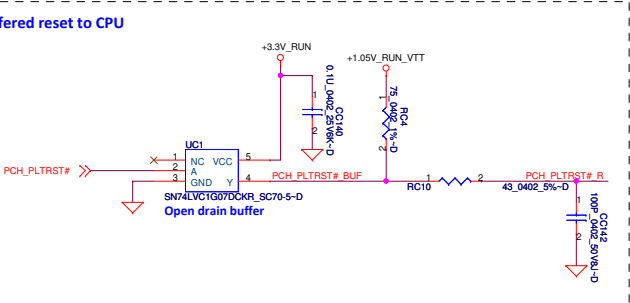 fered reset to CPU
+3.3V_RUN
+1.05V_RUN_VTT
1
0.1U_0402_25V6K~D
CC140
2
1
75_0402_1%~D
RC4
2
UC1
1 NC VCC 5
2 A
3 GND Y 4
PCH_PLTRST#
PCH_PLTRST#_BUF
SN74LVC1G07DCKR_SC70-5~D
Open drain buffer
RC10 1 2
43_0402_5%~D
PCH_PLTRST#_R
1
CC142
100P_0402_50V8J~D
2